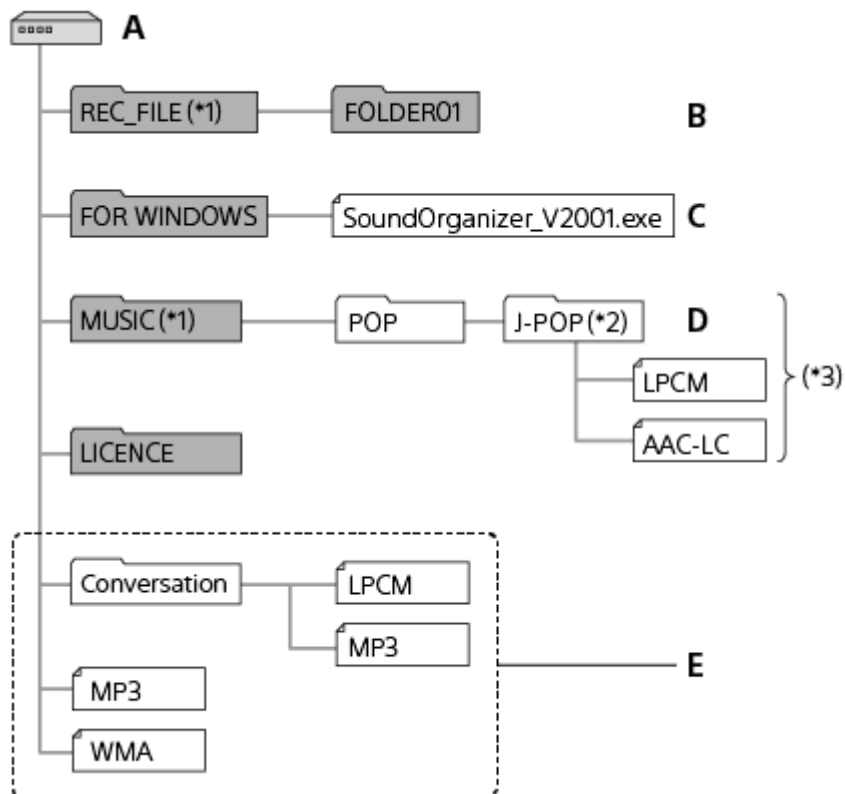 A
REC_FILE (*1) FOLDER01 B
FOR WINDOWS SoundOrganizer_V2001.exe C
MUSIC (*1) POP J-POP (*2) D
LPCM
(*3)
AAC-LC
LICENCE
Conversation LPCM
MP3
E
MP3
WMA